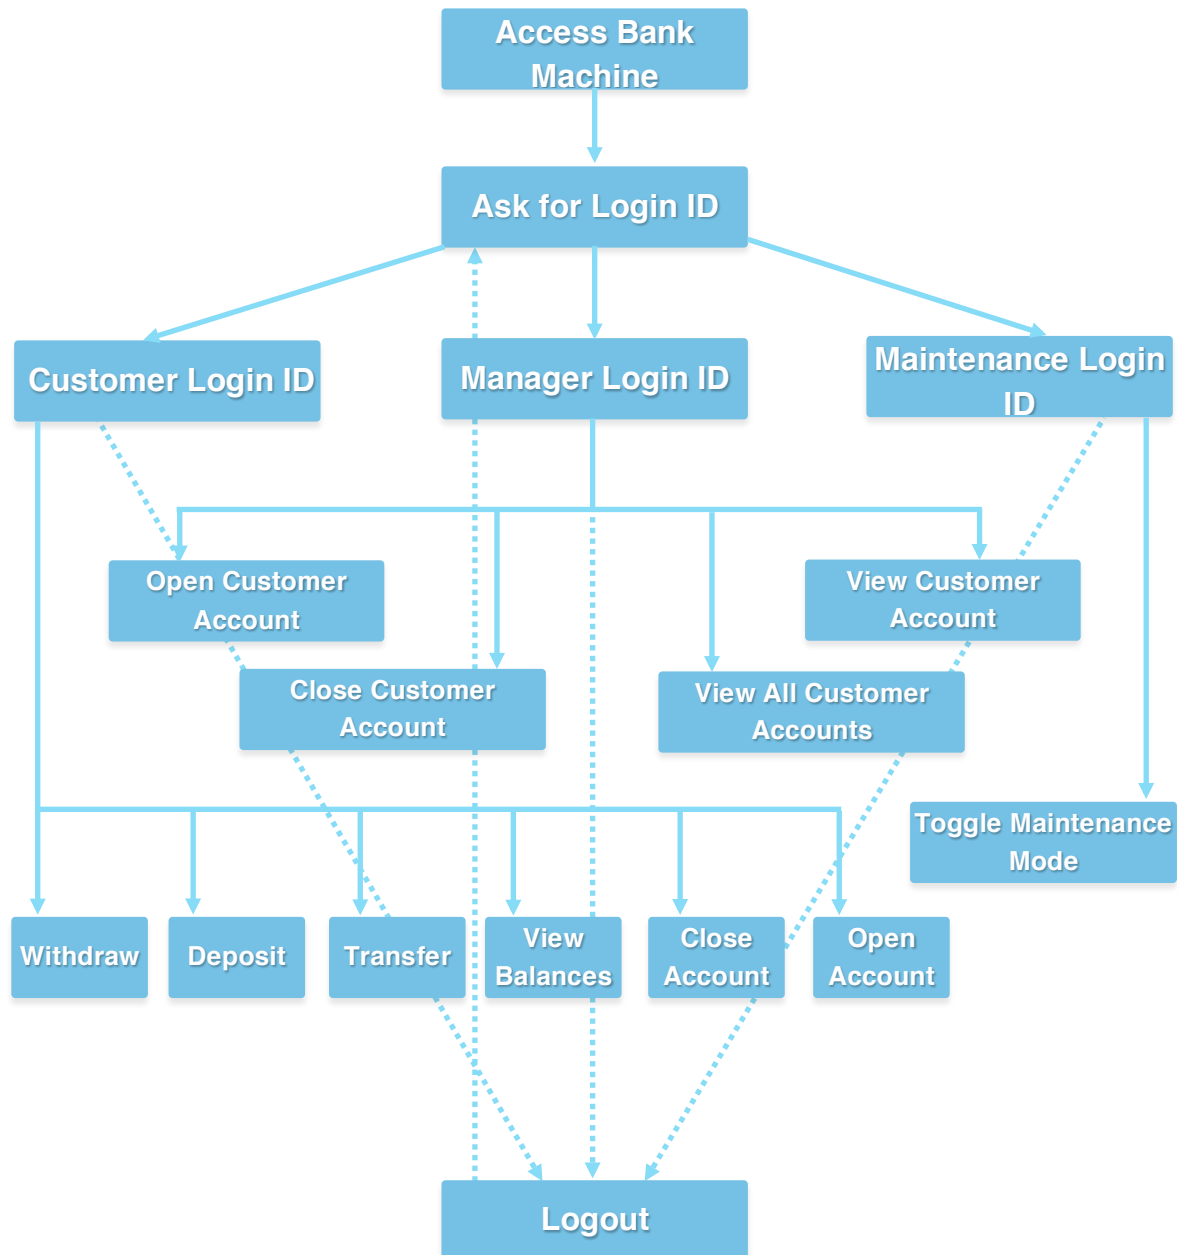 Access Bank
Machine
Ask for Login ID
Customer Login ID
Manager Login ID
Maintenance Login
ID
Open Customer
Account
View Customer
Account
Close Customer
Account
View All Customer
Accounts
Toggle Maintenance
Mode
Withdraw
Deposit
Transfer
View
Balances
Close
Account
Open
Account
Logout